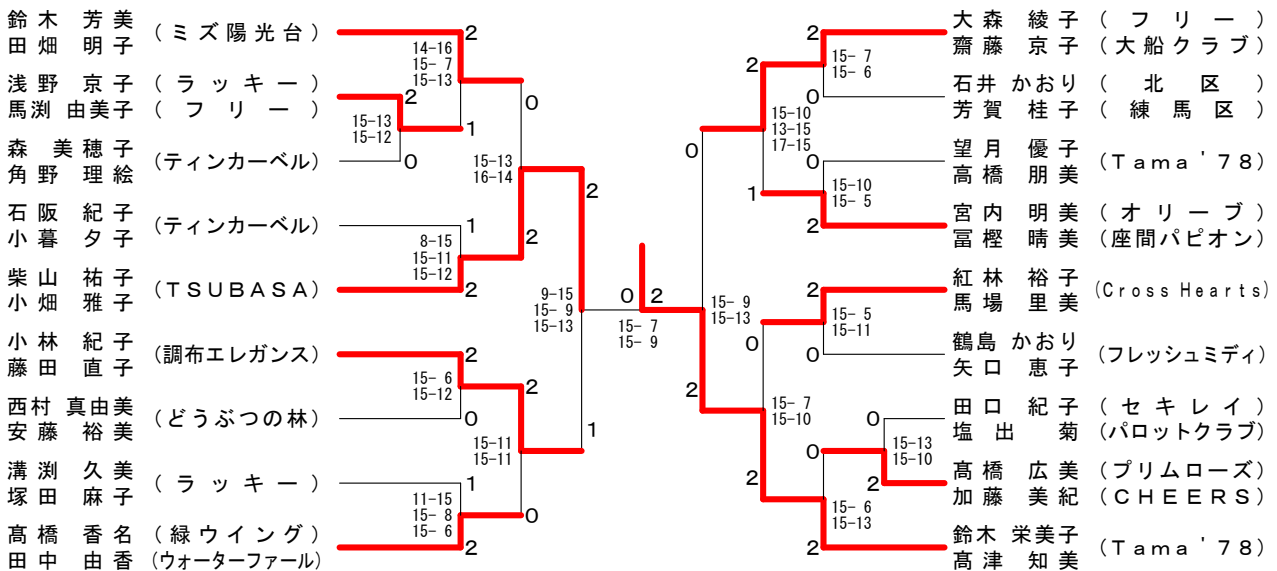 鈴木 芳美 (ミズ陽光台)
田畑 明子
浅野 京子 (ラッキー)
馬渕 由美子 (フリー)
森 美穂子 (ティンカーベル)
角野 理絵
石阪 紀子 (ティンカーベル)
小暮 夕子
柴山 祐子 (TSUBASA)
小畑 雅子
小林 紀子 (調布エレガンス)
藤田 直子
西村 真由美 (どうぶつの林)
安藤 裕美
溝渕 久美 (ラッキー)
塚田 麻子
髙橋 香名 (緑ウイング)
田中 由香 (ウォーターファール)
2
14-16
15- 7
15-13
1
2
15-13
15-12
0
0
15-13
16-14
2
1
8-15
15-11
15-12
2
2
9-15
15- 9
15-13
1
2
15- 6
15-12
0
2
15-11
15-11
0
1
11-15
15- 8
15- 6
2
0 2
15- 7
15- 9
0
15- 9
15-13
2
2
15-10
13-15
17-15
1
2
15- 7
15- 6
0
0
15-10
15- 5
2
0
15- 7
15-10
2
2
15- 5
15-11
0
0
15- 6
15-13
2
0
15-13
15-10
2
大森 綾子 (フリー)
齋藤 京子 (大船クラブ)
石井 かおり (北区)
芳賀 桂子 (練馬区)
望月 優子 (Tama'78)
高橋 朋美
宮内 明美 (オリーブ)
冨樫 晴美 (座間パピオン)
紅林 裕子 (Cross Hearts)
馬場 里美
鶴島 かおり (フレッシュミディ)
矢口 恵子
田口 紀子 (セキレイ)
塩出 菊 (パロットクラブ)
髙橋 広美 (プリムローズ)
加藤 美紀 (CHEERS)
鈴木 栄美子 (Tama'78)
髙津 知美